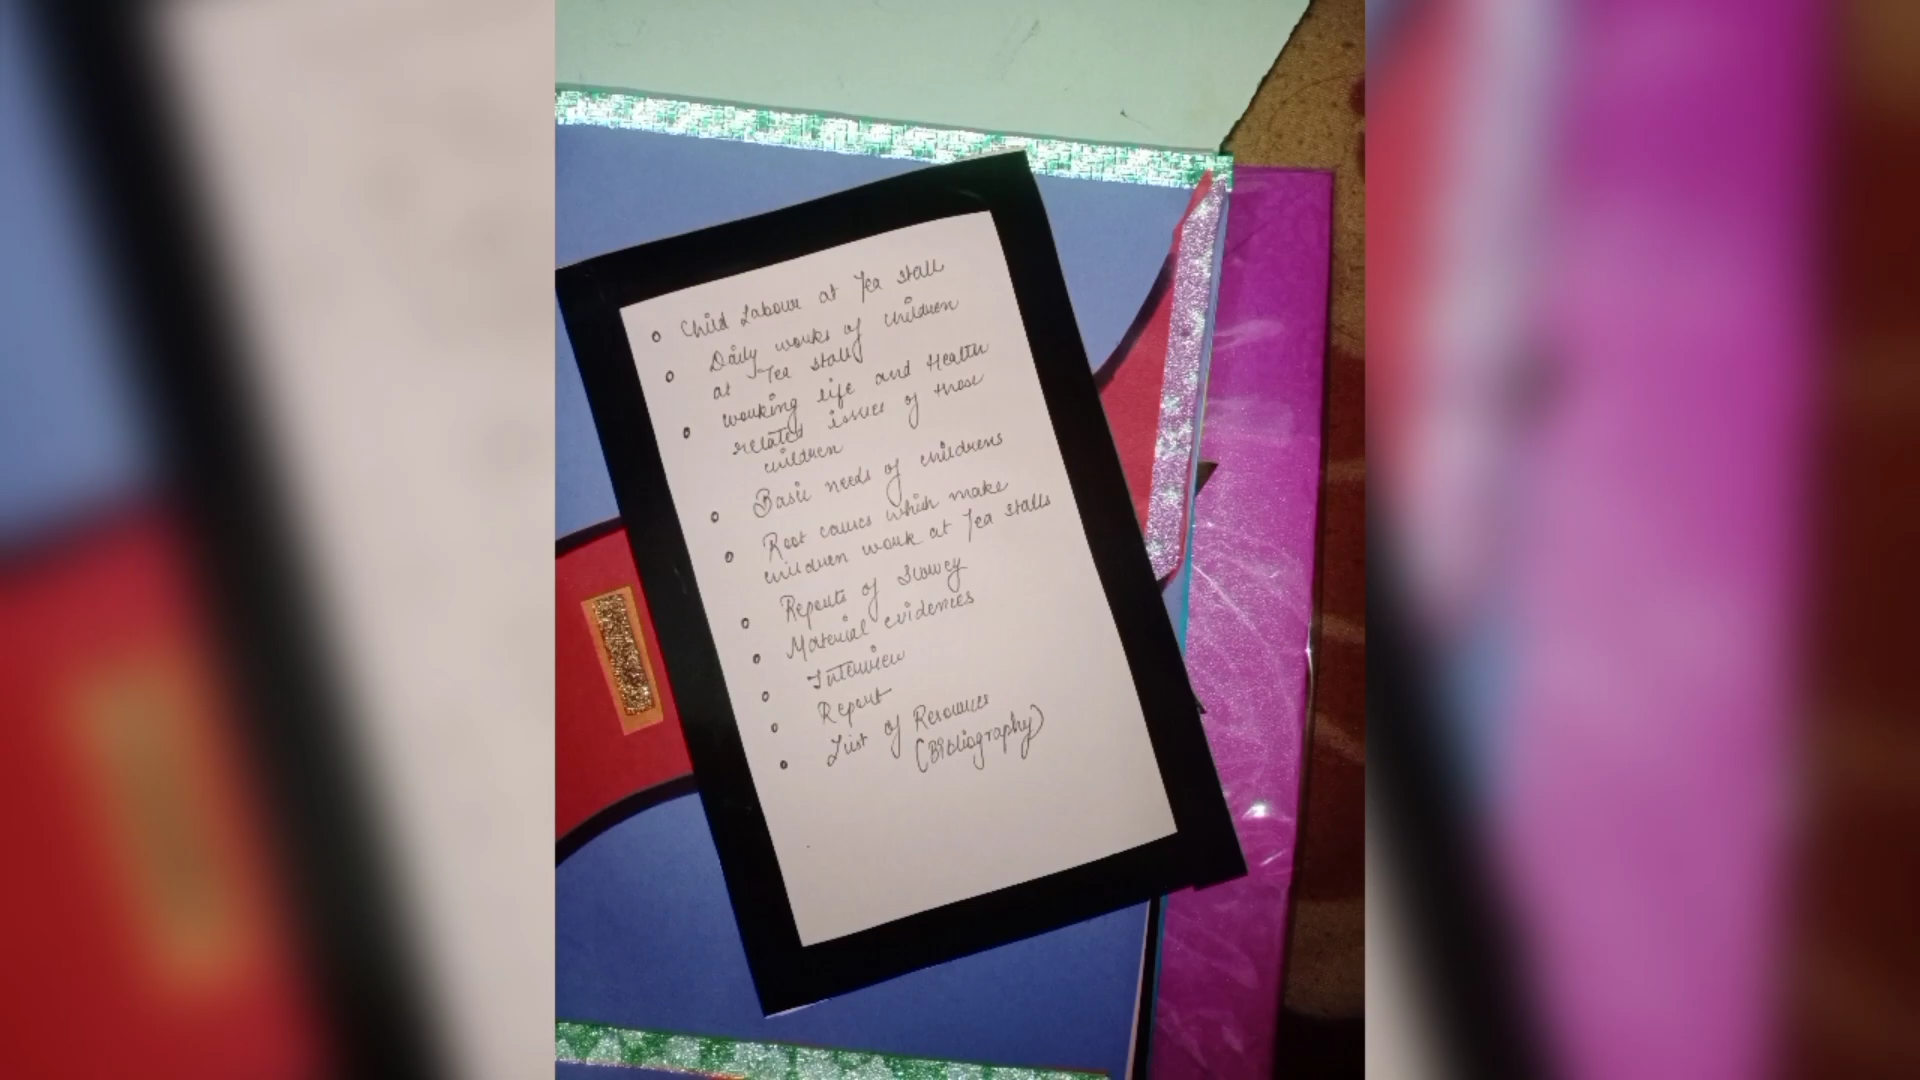 Child Labour at Tea stall
Daily works of children
at Tea stall
working life and Health
related issues of those
children
Basic needs of childrens
Root causes which make
children work at Tea stalls
Reports of Survey
Material evidences
Interview
Report
List of Resources
(Bibliography)